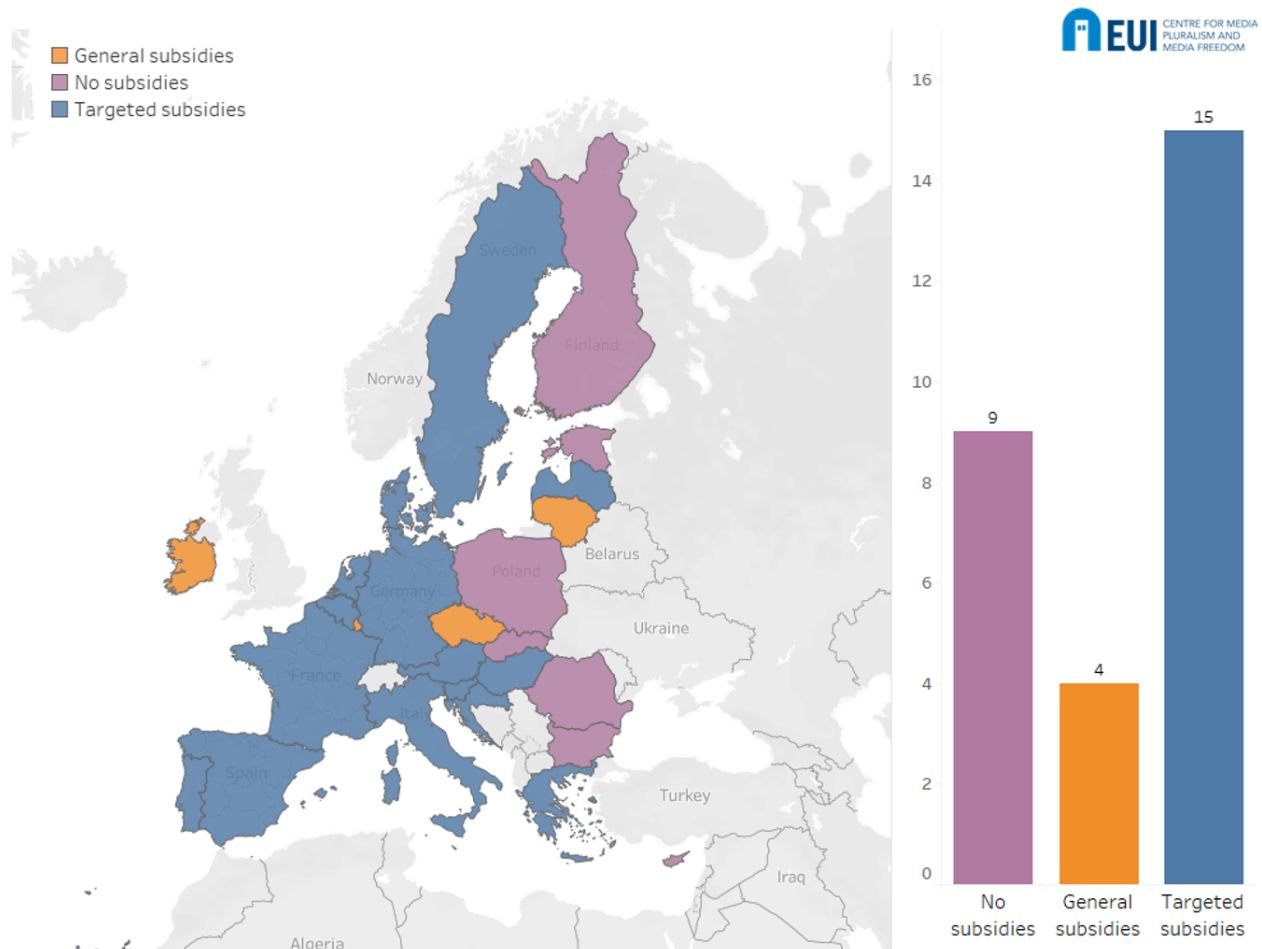 General subsidies
No subsidies
Targeted subsidies
Sweden
Finland
Norway
Belarus
Poland
Germany
Ukraine
France
Italy
Spain
Turkey
Iraq
Algeria
EUI
CENTRE FOR MEDIA
PLURALISM AND
MEDIA FREEDOM
16
14
12
10
8
6
4
2
0
9
4
15
No
subsidies
General
subsidies
Targeted
subsidies